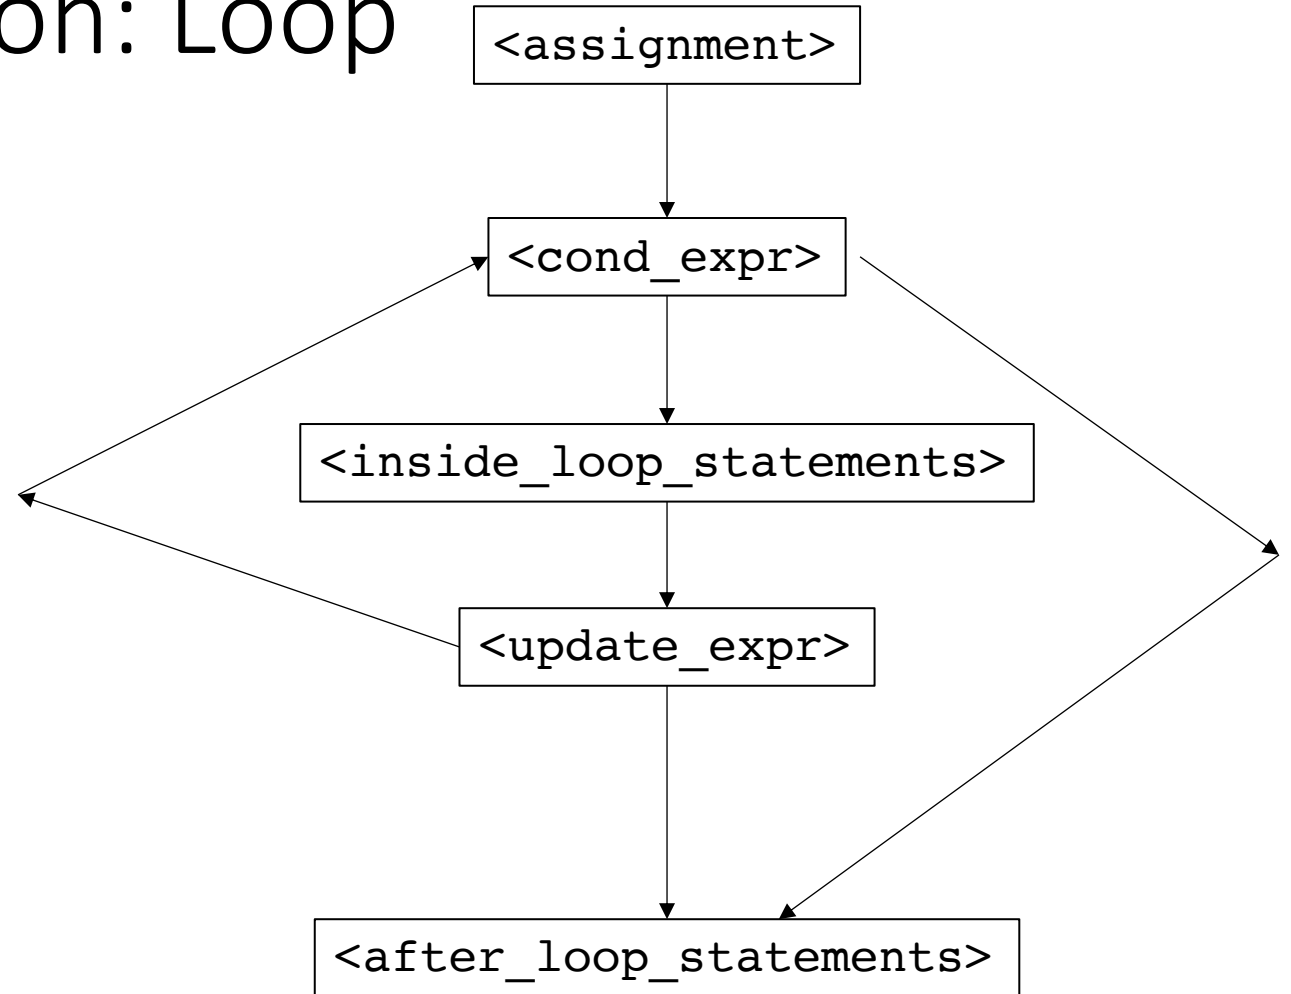 on: Loop
<assignment>
<cond_expr>
<inside_loop_statements>
<update_expr>
<after_loop_statements>